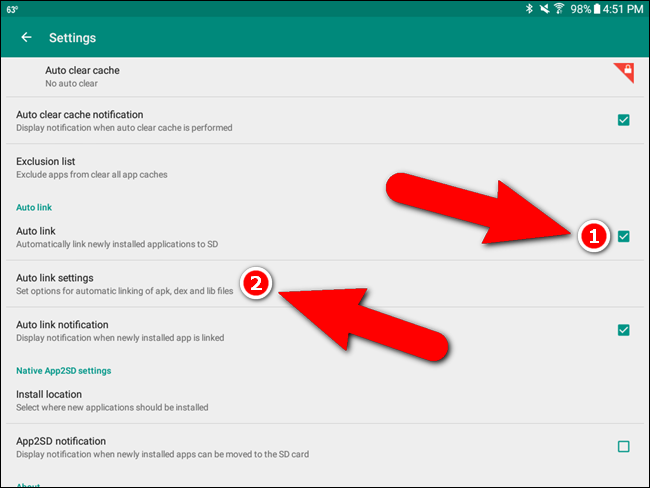 63°
98% 4:51 PM
Settings
Auto clear cache
No auto clear
Auto clear cache notification
Display notification when auto clear cache is performed
Exclusion list
Exclude apps from clear all app caches
Auto link
Auto link
Automatically link newly installed applications to SD
1
Auto link settings
Set options for automatic linking of apk, dex and lib files
2
Auto link notification
Display notification when newly installed app is linked
Native App2SD settings
Install location
Select where new applications should be installed
App2SD notification
Display notification when newly installed apps can be moved to the SD card
About